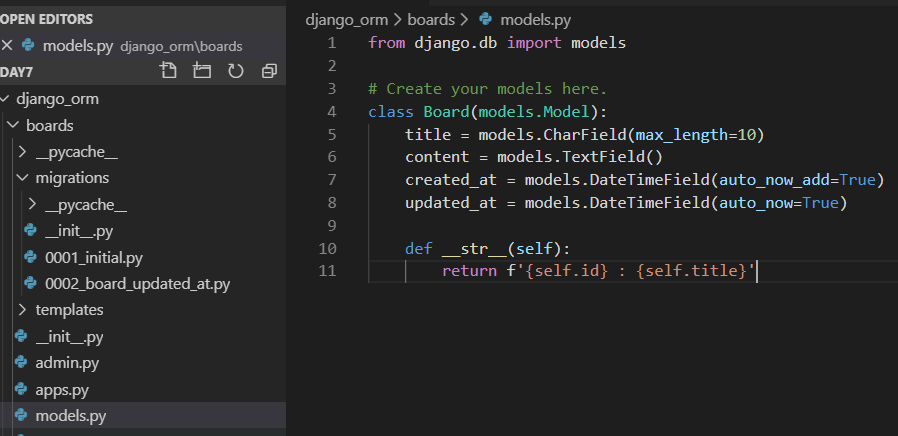 OPEN EDITORS
models.py django_orm\boards
DAY7
django_orm
boards
__pycache__
migrations
__pycache__
__init__.py
0001_initial.py
0002_board_updated_at.py
templates
__init__.py
admin.py
apps.py
models.py
django_orm > boards > models.py
1 from django.db import models
2
3 # Create your models here.
4 class Board(models.Model):
5     title = models.CharField(max_length=10)
6     content = models.TextField()
7     created_at = models.DateTimeField(auto_now_add=True)
8     updated_at = models.DateTimeField(auto_now=True)
9
10     def __str__(self):
11         return f'{self.id} : {self.title}'